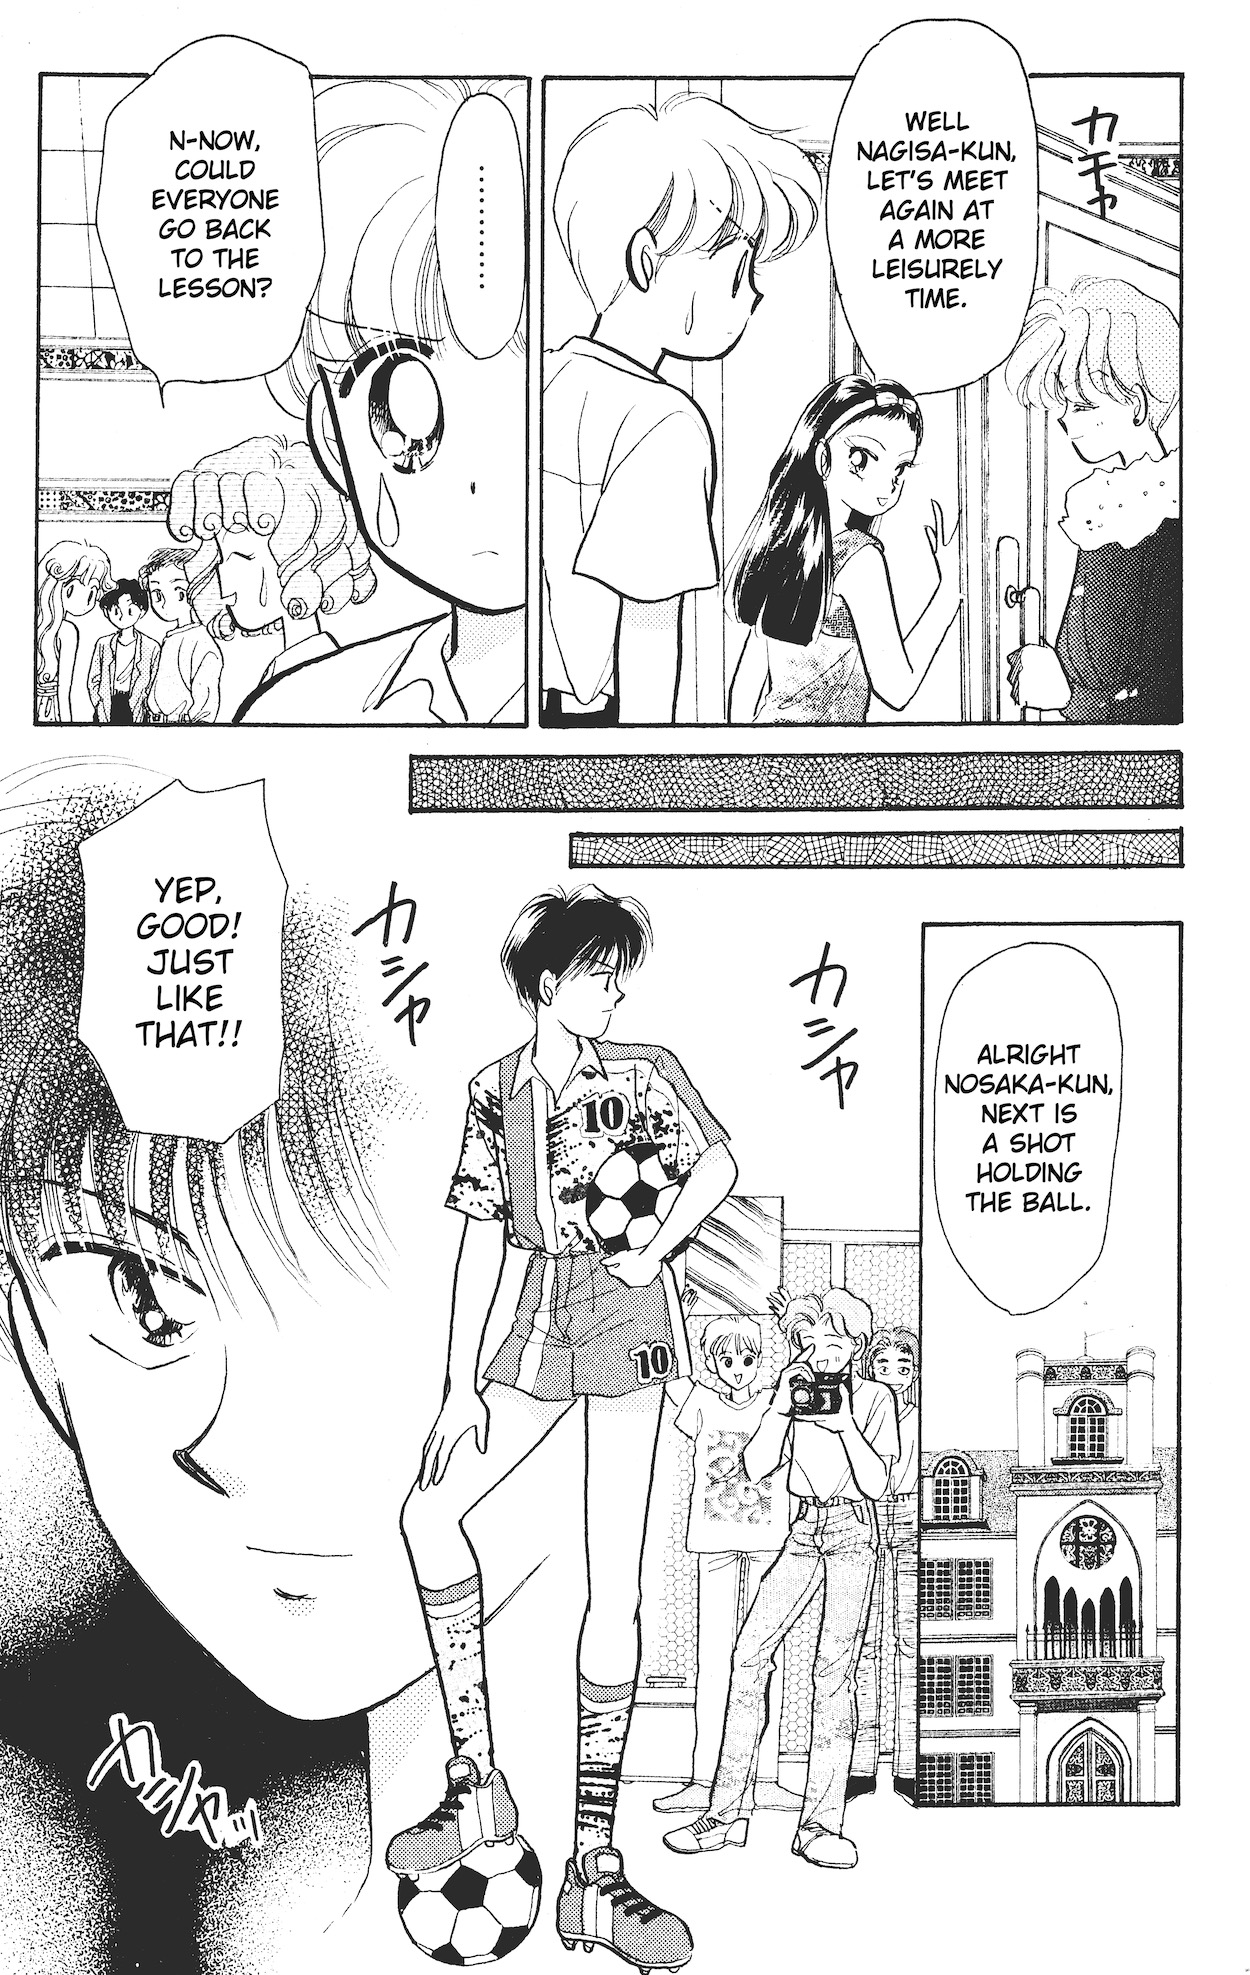 WELL
NAGISA-KUN,
LET'S MEET
AGAIN AT
A MORE
LEISURELY
TIME.
カチャ
.........
N-NOW,
COULD
EVERYONE
GO BACK
TO THE
LESSON?
ALRIGHT
NOSAKA-KUN,
NEXT IS
A SHOT
HOLDING
THE BALL.
カシャ
カシャ
10
10
YEP,
GOOD!
JUST
LIKE
THAT!!
カシャッ